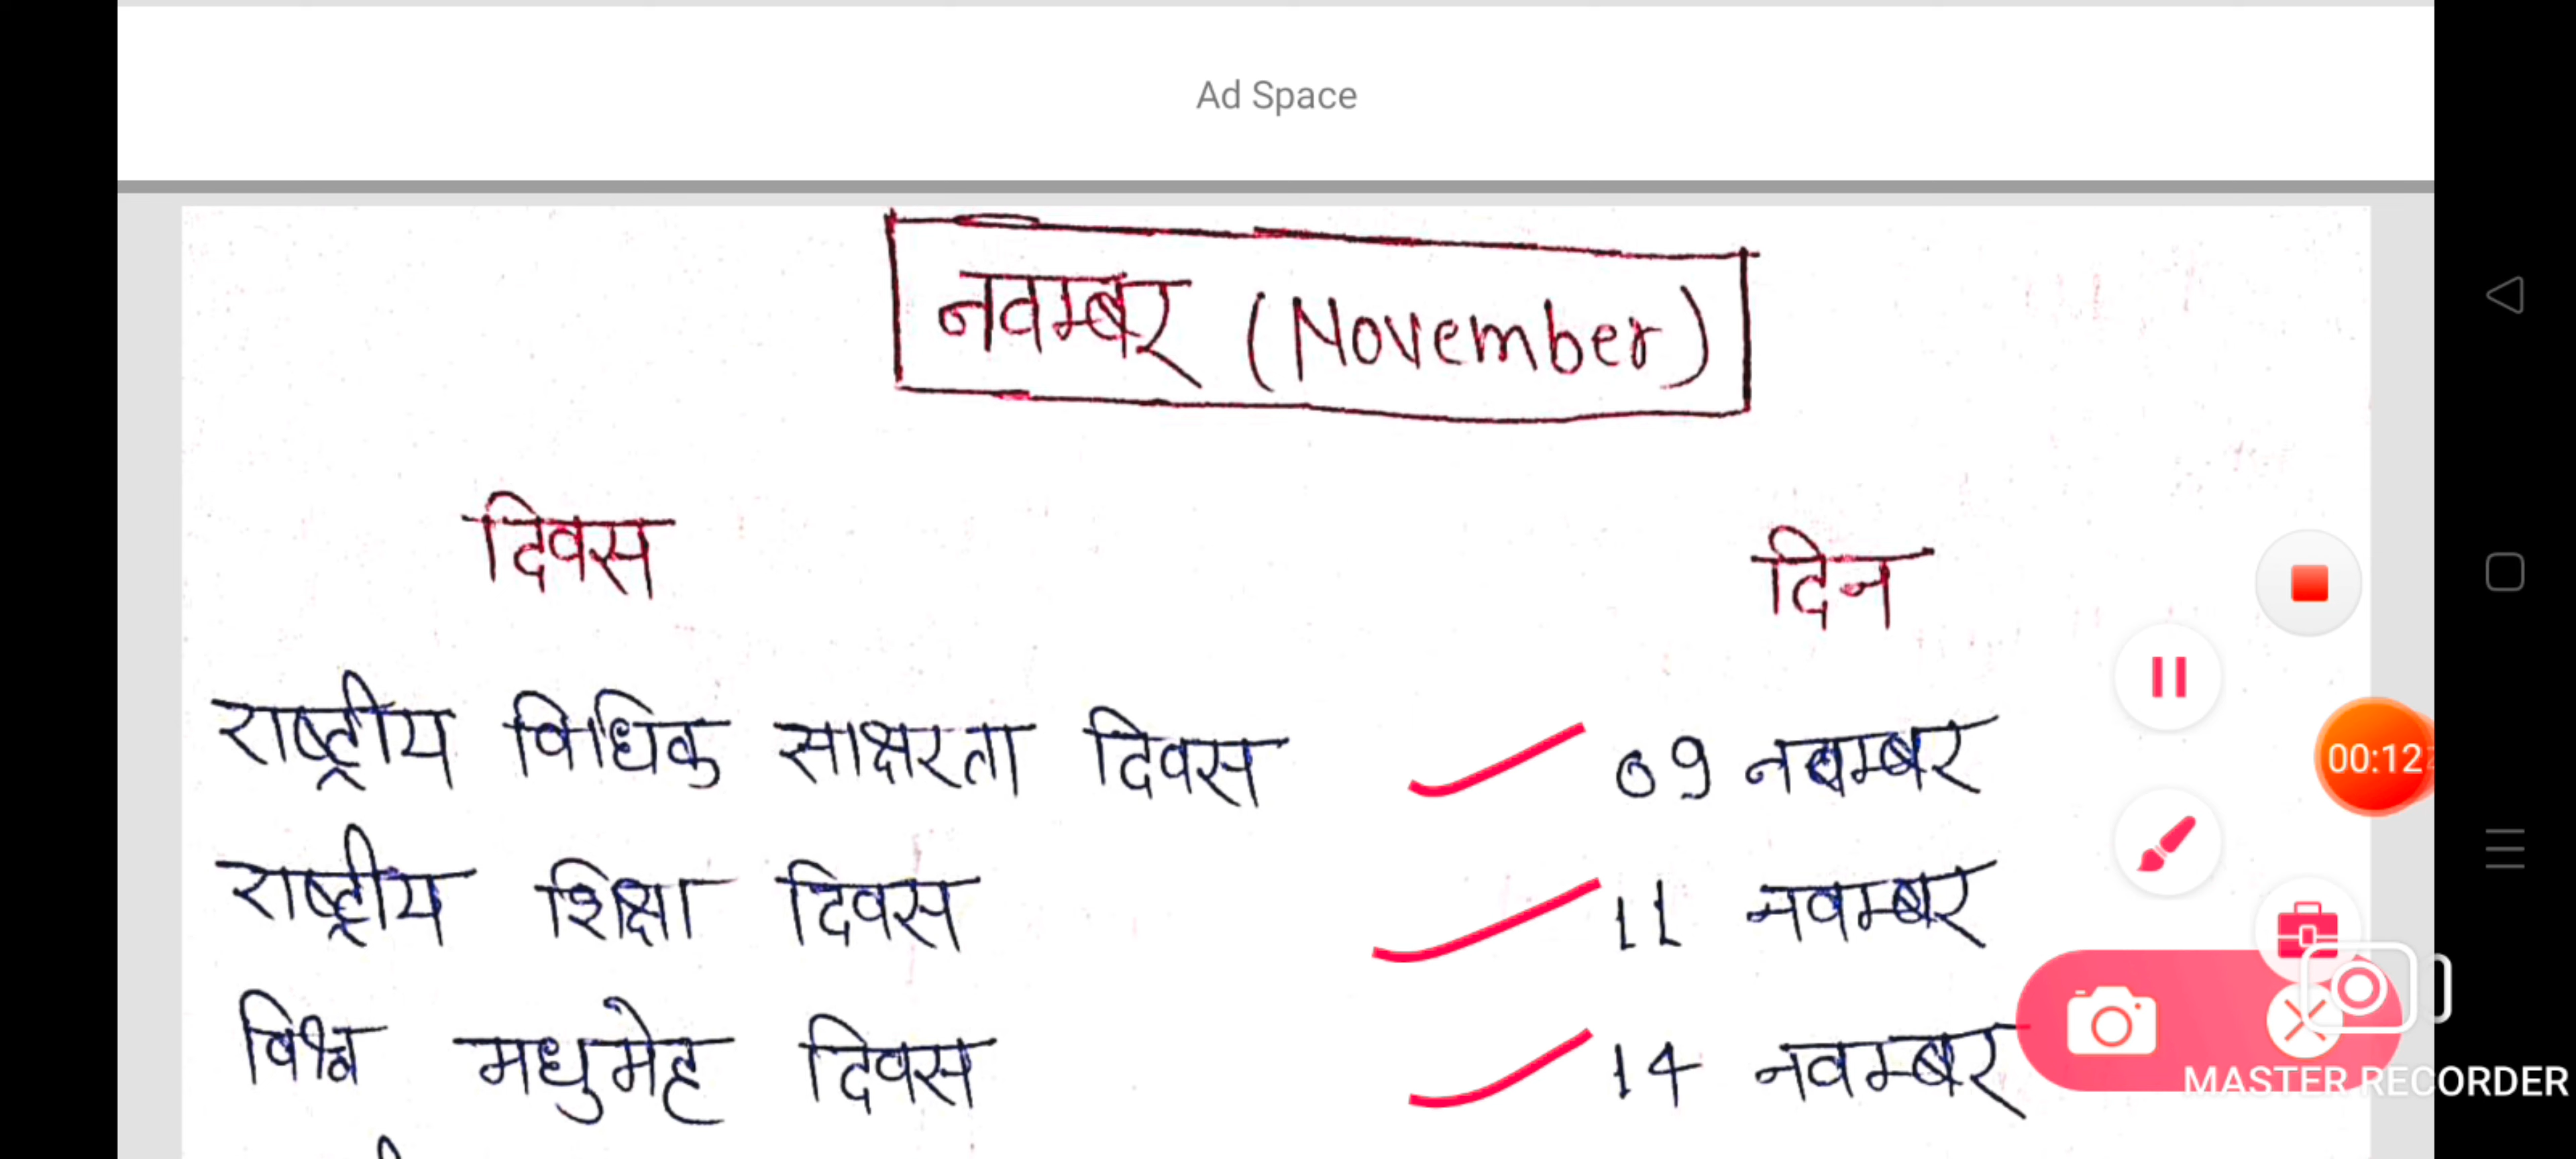 Ad Space
नवम्बर (November)
दिवस दिन
राष्ट्रीय विधिक साक्षरता दिवस 09 नवम्बर
राष्ट्रीय शिक्षा दिवस 11 नवम्बर
00:12
विश्व मधुमेह दिवस 14 नवम्बर
MASTER RECORDER